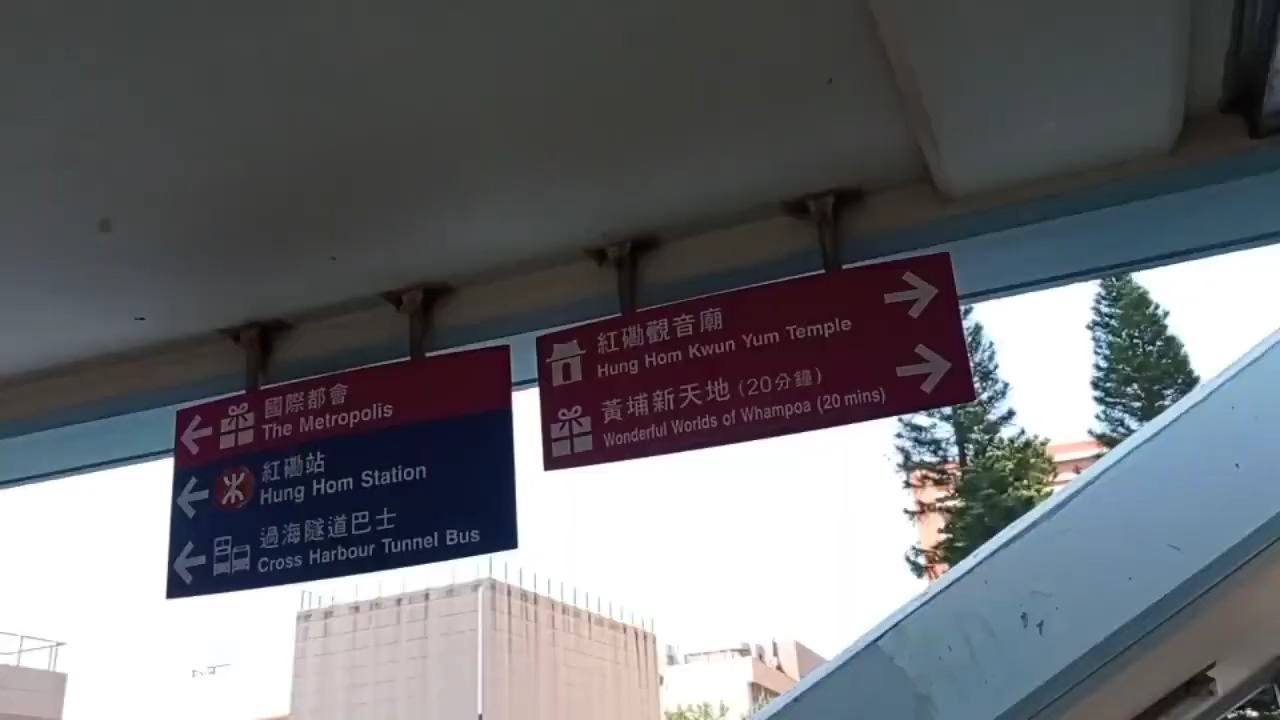 國際都會
The Metropolis
紅磡站
Hung Hom Station
過海隧道巴士
Cross Harbour Tunnel Bus
紅磡觀音廟
Hung Hom Kwun Yum Temple
黃埔新天地 (20分鐘)
Wonderful Worlds of Whampoa (20 mins)